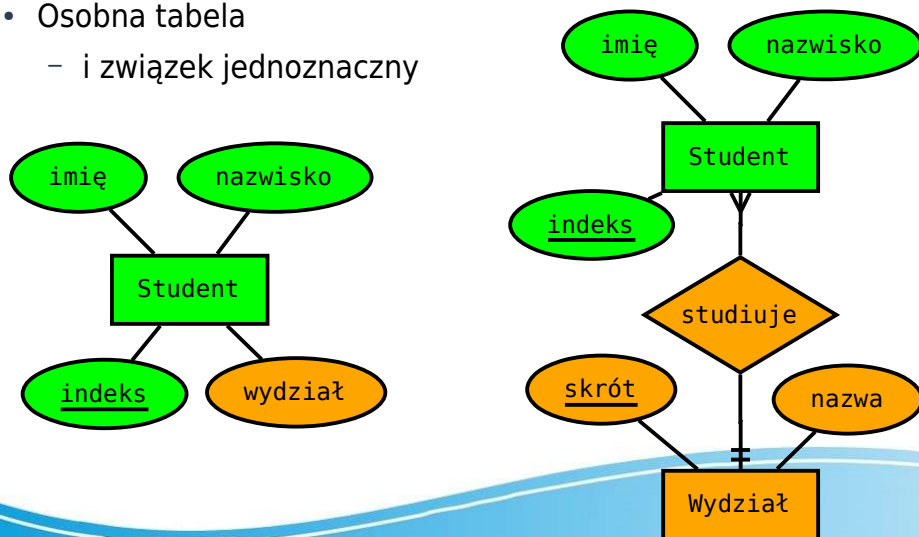 • Osobna tabela
– i związek jednoznaczny
imię
nazwisko
Student
indeks
wydział
imię
nazwisko
Student
indeks
studiuje
skrót
nazwa
Wydział